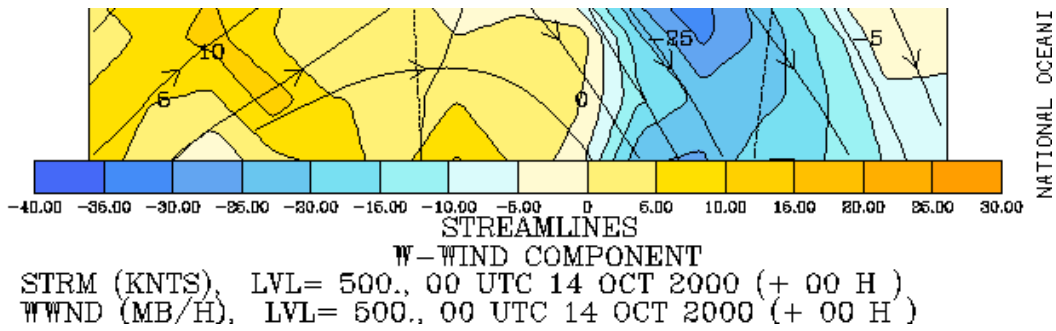 -25
-5
10
5
0
NATIONAL OCEANI
-40.00 -35.00 -30.00 -25.00 -20.00 -15.00 -10.00 -5.00 0 5.00 10.00 15.00 20.00 25.00 30.00
STREAMLINES
W-WIND COMPONENT
STRM (KNTS), LVL= 500., 00 UTC 14 OCT 2000 (+ 00 H )
WWND (MB/H), LVL= 500., 00 UTC 14 OCT 2000 (+ 00 H )